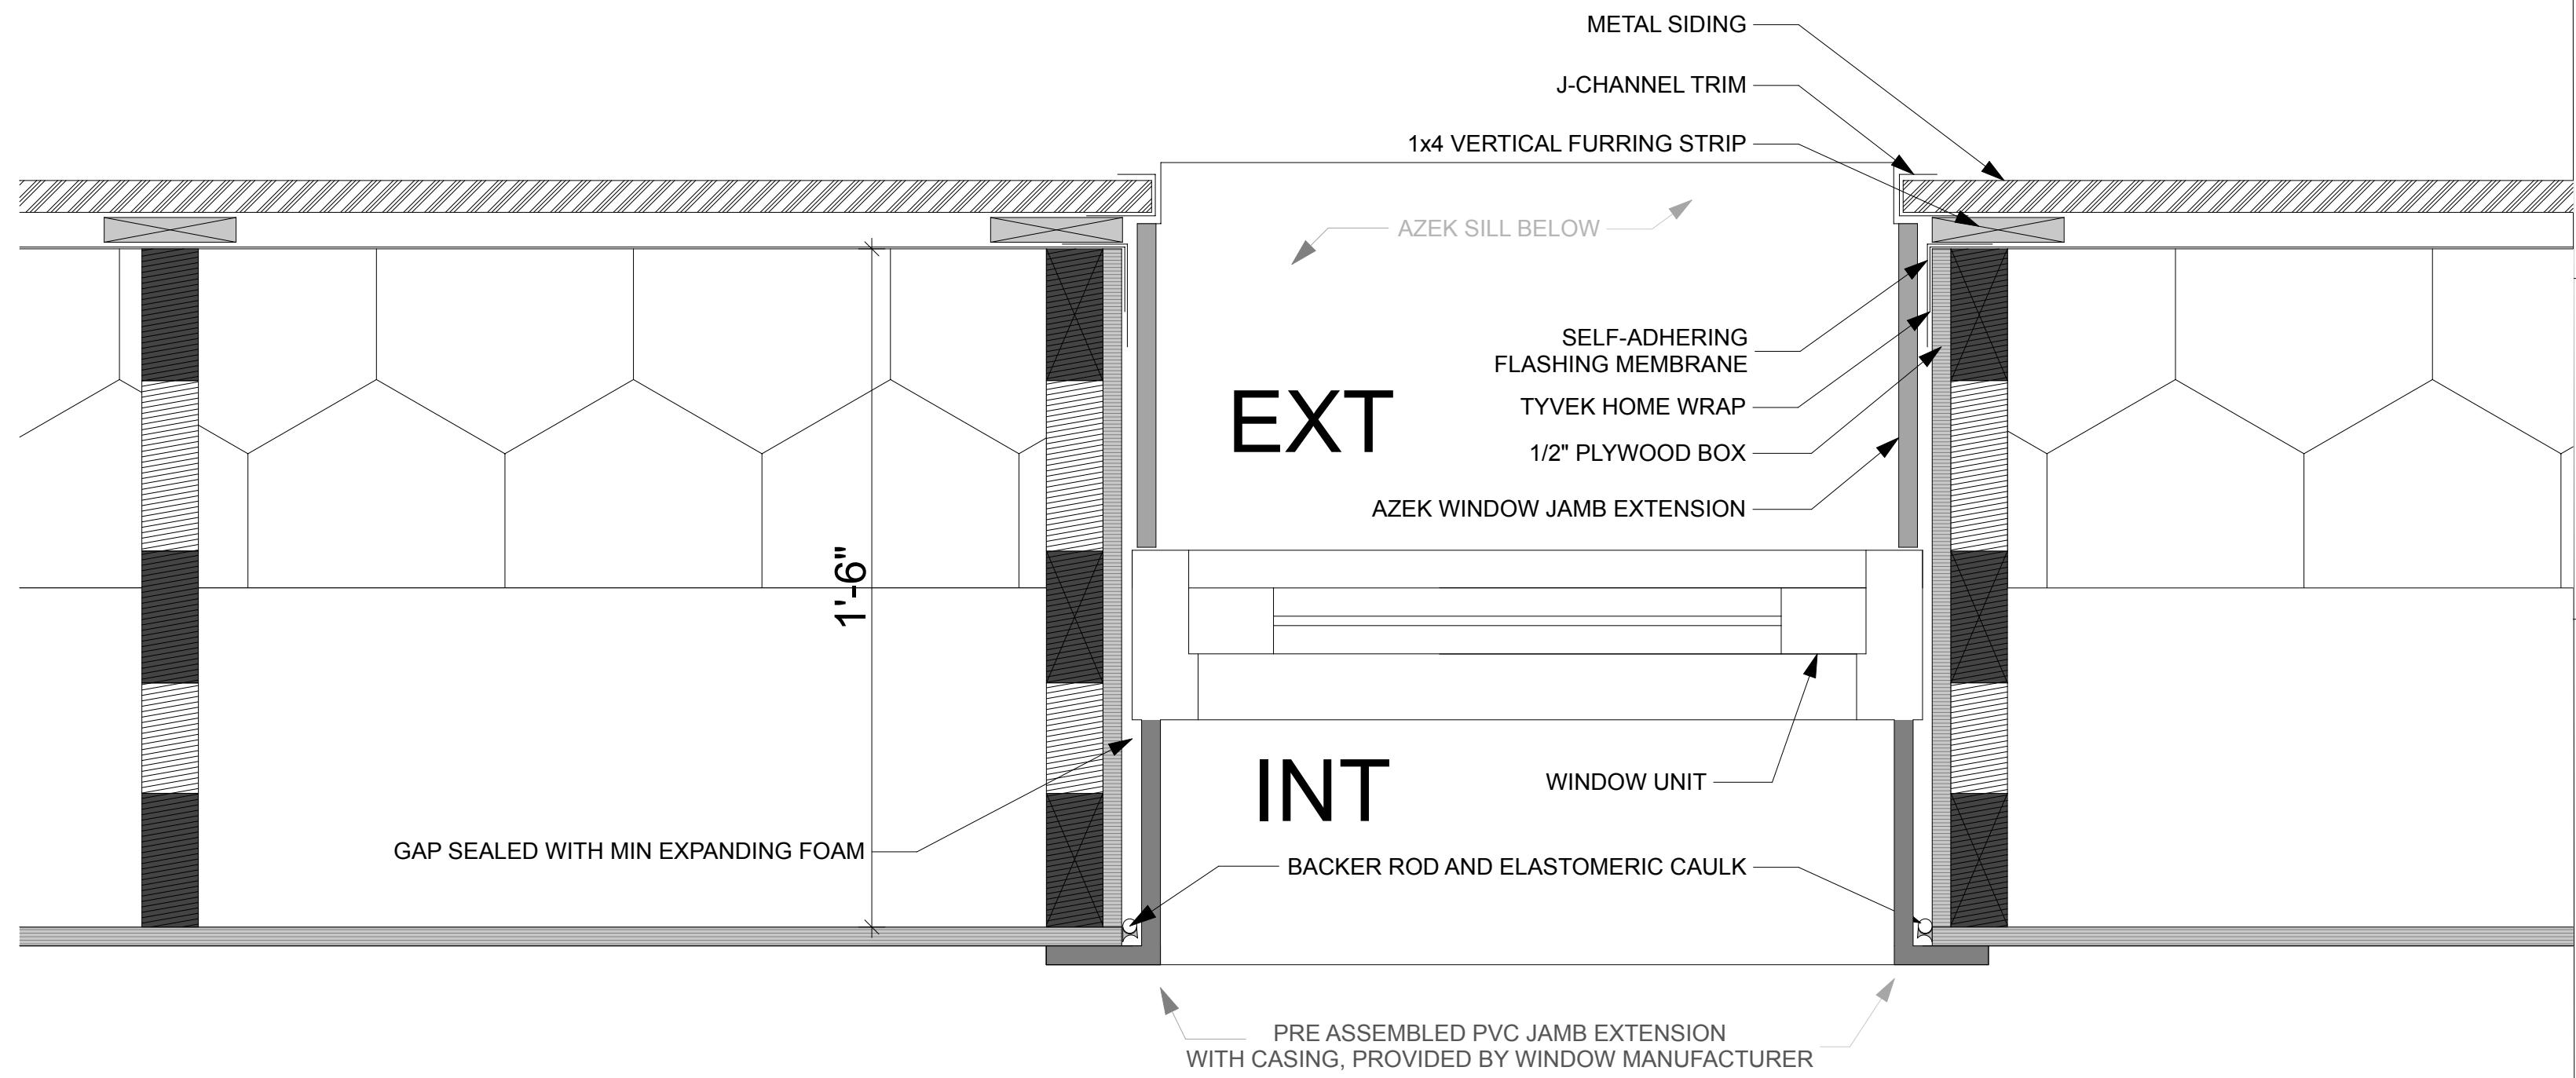 METAL SIDING
J-CHANNEL TRIM
1x4 VERTICAL FURRING STRIP
AZEK SILL BELOW
SELF-ADHERING
FLASHING MEMBRANE
EXT
TYVEK HOME WRAP
1/2" PLYWOOD BOX
AZEK WINDOW JAMB EXTENSION
1'-6"
INT
WINDOW UNIT
GAP SEALED WITH MIN EXPANDING FOAM
BACKER ROD AND ELASTOMERIC CAULK
PRE ASSEMBLED PVC JAMB EXTENSION
WITH CASING, PROVIDED BY WINDOW MANUFACTURER